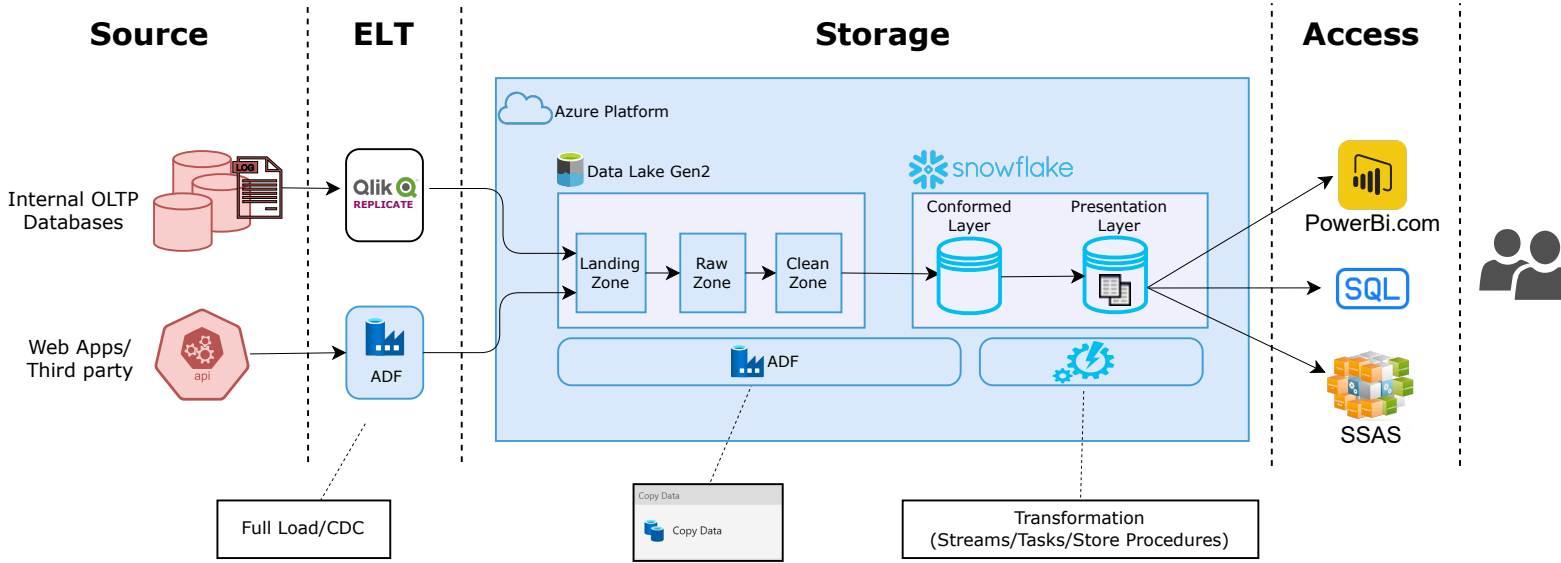 Source
ELT
Storage
Access
Azure Platform
Data Lake Gen2
snowflake
Internal OLTP
Databases
LOG
Qlik Q
REPLICATE
Landing
Zone
Raw
Zone
Clean
Zone
Conformed
Layer
Presentation
Layer
PowerBi.com
SQL
Web Apps/
Third party
api
ADF
ADF
SSAS
Full Load/CDC
Copy Data
Copy Data
Transformation
(Streams/Tasks/Store Procedures)